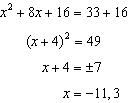 x² + 8x + 16 = 33 + 16
(x + 4)² = 49
x + 4 = ±7
x = −11, 3